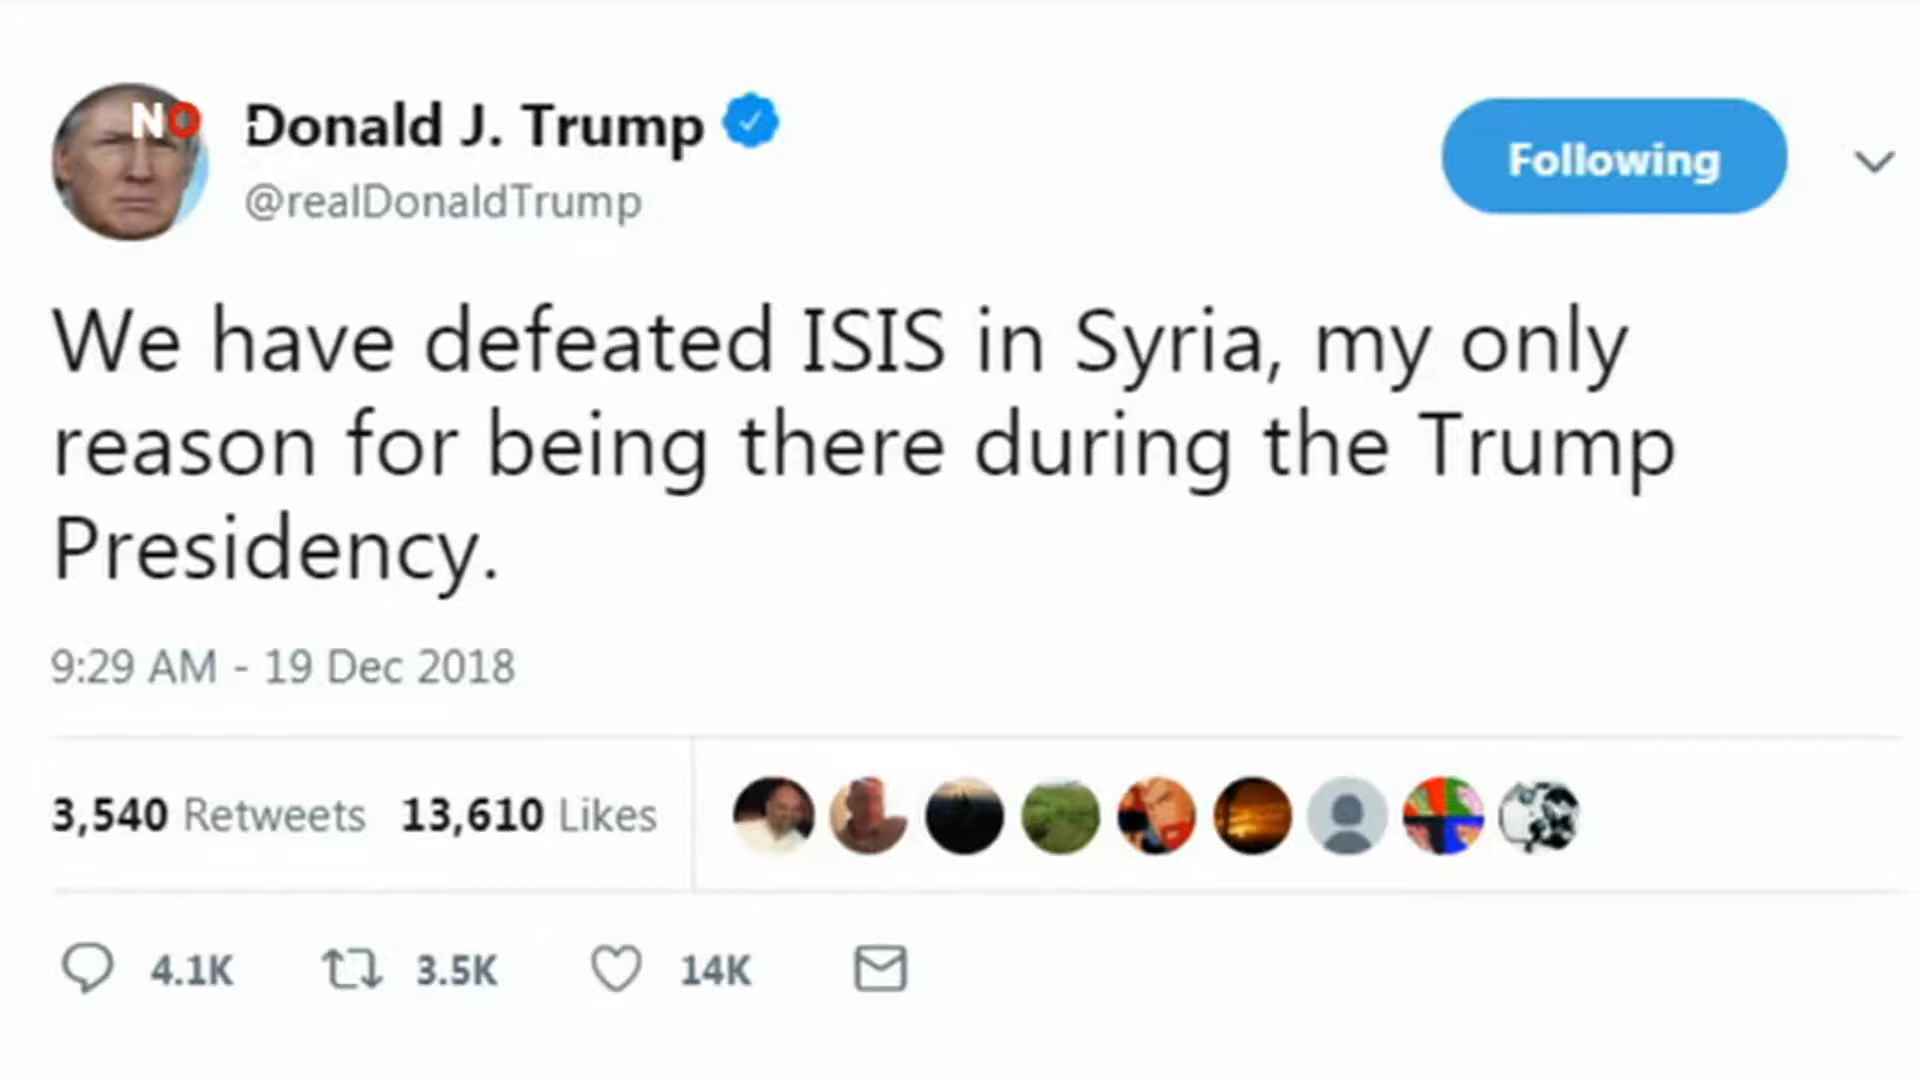 NO
Donald J. Trump
@realDonaldTrump
Following
We have defeated ISIS in Syria, my only
reason for being there during the Trump
Presidency.
9:29 AM - 19 Dec 2018
3,540 Retweets 13,610 Likes
4.1K 3.5K 14K